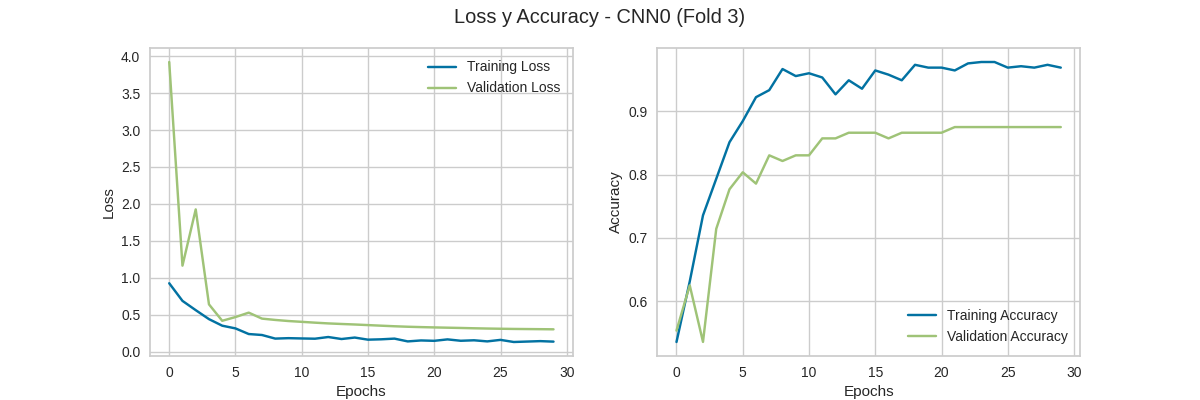 Loss y Accuracy - CNN0 (Fold 3)
4.0
3.5
3.0
2.5
2.0
1.5
1.0
0.5
0.0
Loss
0 5 10 15 20 25 30
Epochs
Training Loss
Validation Loss
0.9
0.8
0.7
0.6
Accuracy
0 5 10 15 20 25 30
Epochs
Training Accuracy
Validation Accuracy